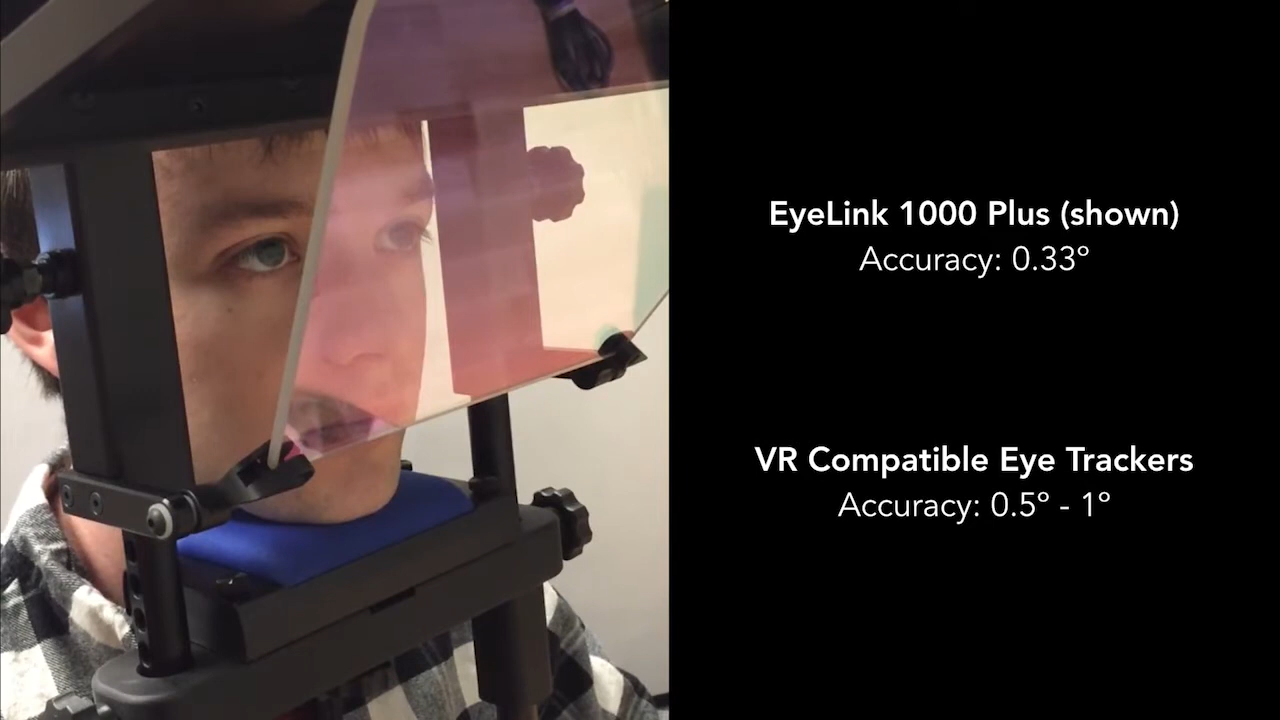 EyeLink 1000 Plus (shown)
Accuracy: 0.33°
VR Compatible Eye Trackers
Accuracy: 0.5° - 1°